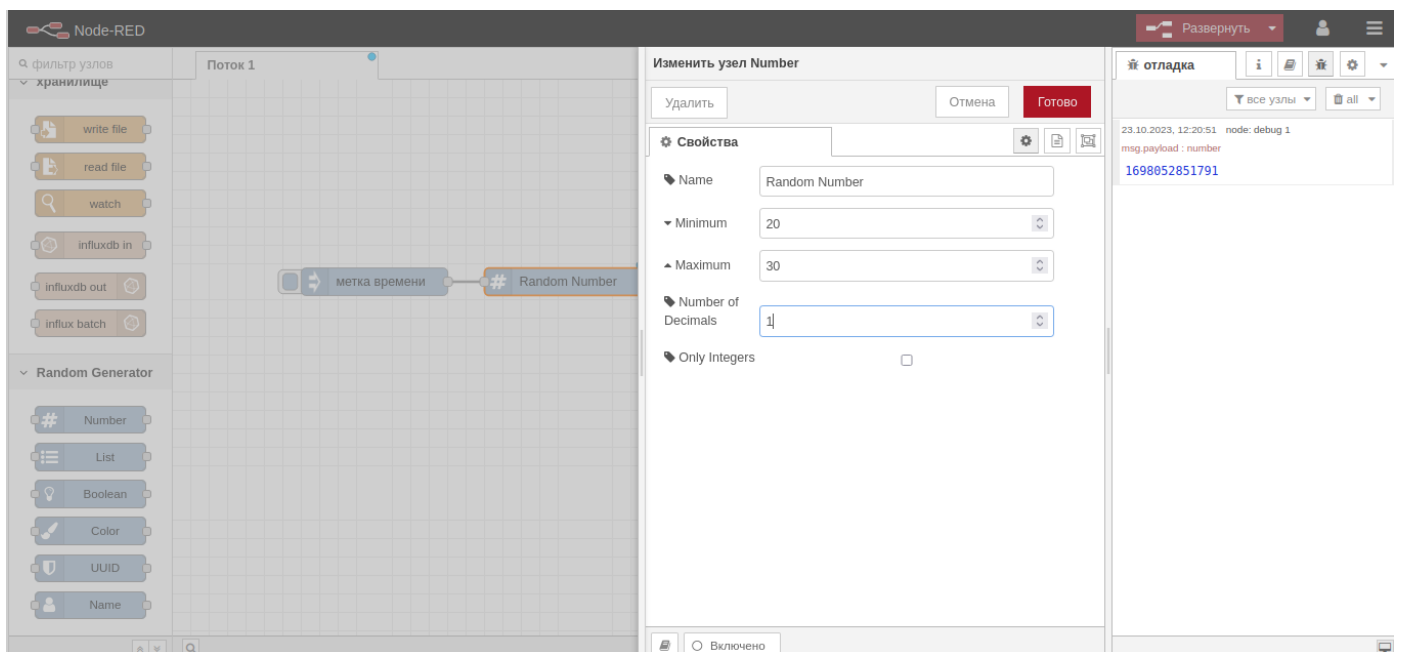 Node-RED
Развернуть
фильтр узлов
хранилище
write file
read file
watch
influxdb in
influxdb out
influx batch
Random Generator
Number
List
Boolean
Color
UUID
Name
Поток 1
метка времени
Random Number
Изменить узел Number
Удалить
Отмена
Готово
Свойства
Name
Random Number
Minimum
20
Maximum
30
Number of
Decimals
1
Only Integers
Включено
отладка
все узлы
all
23.10.2023, 12:20:51 node: debug 1
msg.payload : number
1698052851791